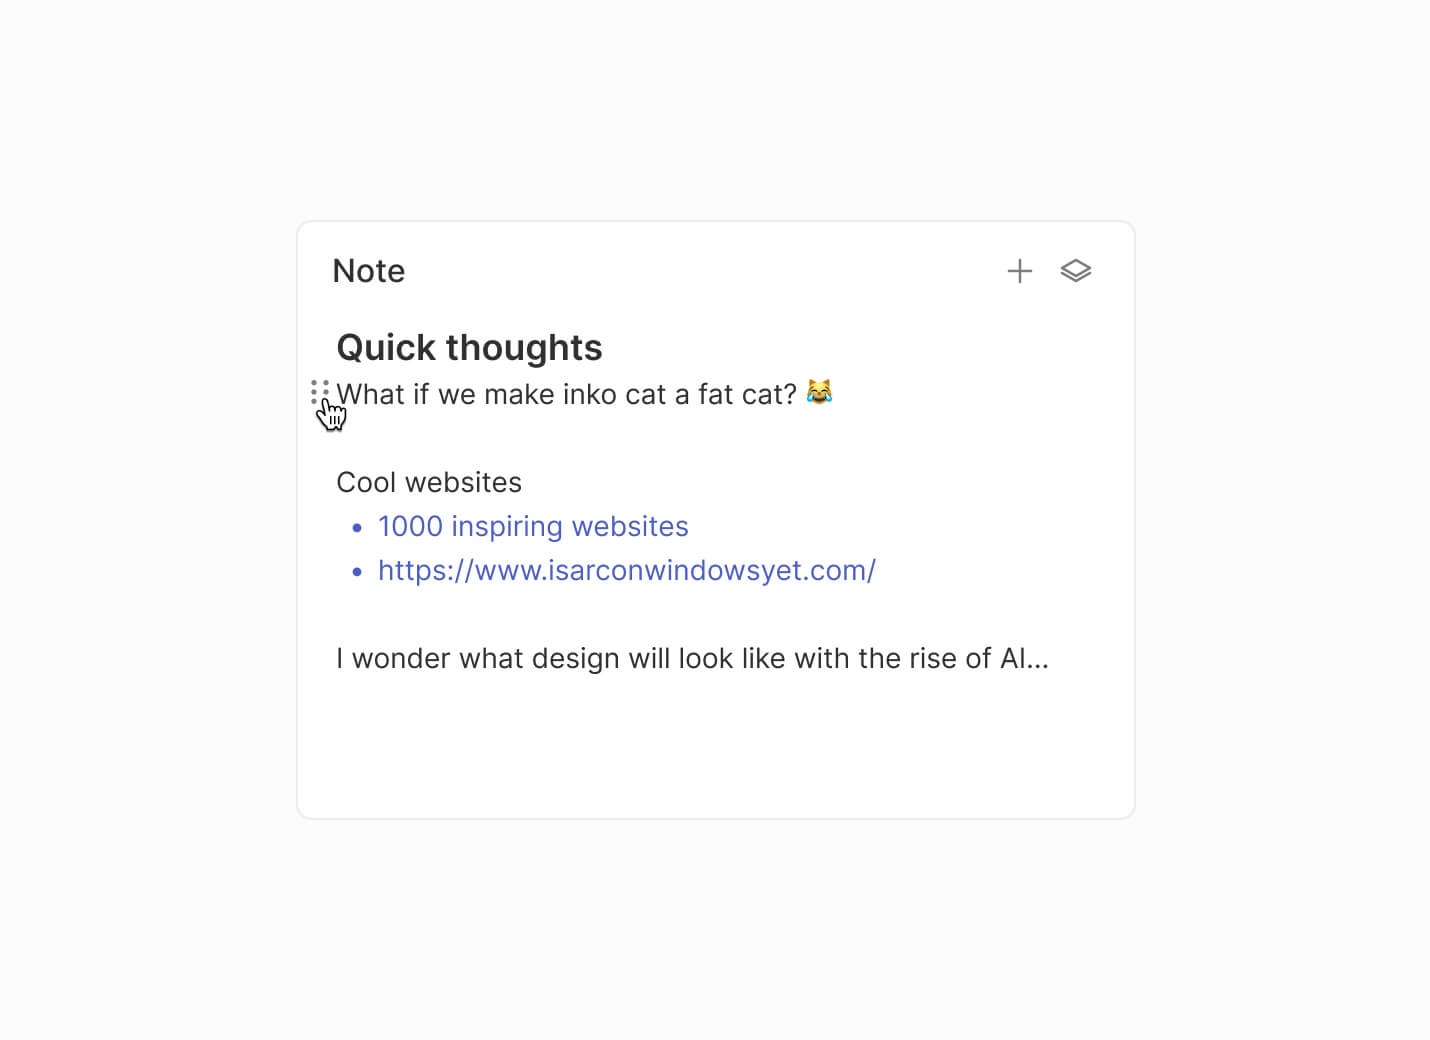 Note
Quick thoughts
What if we make inko cat a fat cat? 😹
Cool websites
• 1000 inspiring websites
• https://www.isarconwindowsyet.com/
I wonder what design will look like with the rise of AI...